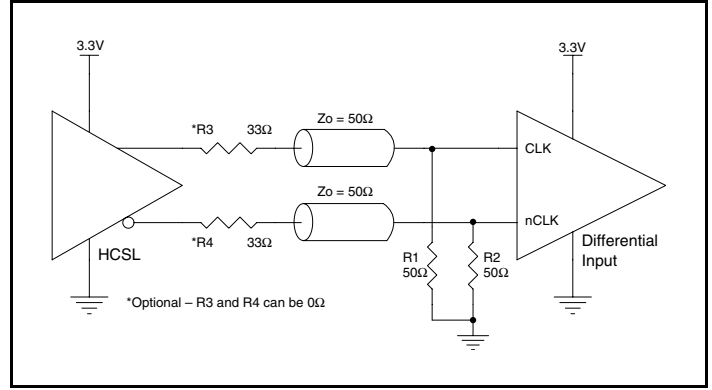 3.3V
3.3V
*R3 33Ω
Zo = 50Ω
CLK
Zo = 50Ω
nCLK
*R4 33Ω
HCSL
R1
50Ω
R2
50Ω
Differential
Input
*Optional – R3 and R4 can be 0Ω